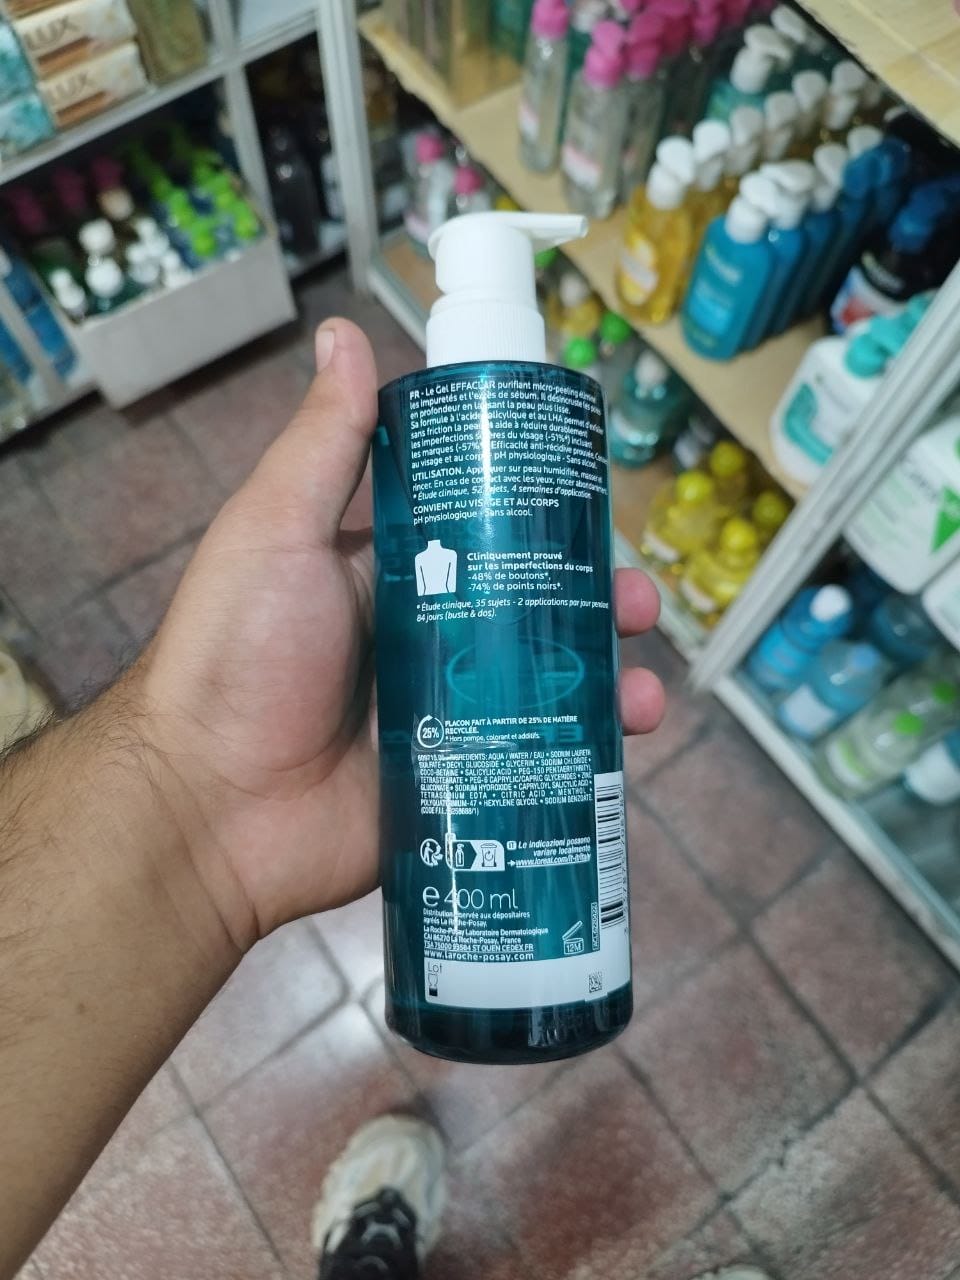 LUX
LUX
FR - Le Gel EFFACLAR purifiant micro-peeling élimine
les impuretés et l'excès de sébum. Il désincruste les pores
en profondeur en laissant la peau plus lisse.
Sa formule à l'acide salicylique et au LHA permet d'exfolier
sans friction la peau et aide à réduire durablement
les imperfections sévères du visage (-51%*) incluant
les marques (-57%*). Efficacité anti-récidive prouvée.
au visage et au corps. pH physiologique - Sans alcool.
UTILISATION. Appliquer sur peau humidifiée, masser et
rincer. En cas de contact avec les yeux, rincer abondamment.
* Étude clinique, 52 sujets, 4 semaines d'application.
CONVIENT AU VISAGE ET AU CORPS
pH physiologique - Sans alcool.
Cliniquement prouvé
sur les imperfections du corps
-48% de boutons*,
-74% de points noirs*.
* Étude clinique, 35 sujets - 2 applications par jour pendant
84 jours (buste & dos).
25%
FLACON FAIT À PARTIR DE 25% DE MATIÈRE
RECYCLÉE.
* Hors pompe, colorant et additifs.
INGREDIENTS: AQUA / WATER / EAU • SODIUM LAURETH
SULFATE • DECYL GLUCOSIDE • GLYCERIN • SODIUM CHLORIDE •
COCO-BETAINE • SALICYLIC ACID • PEG-150 PENTAERYTHRITYL
TETRASTEARATE • PEG-6 CAPRYLIC/CAPRIC GLYCERIDES • ZINC
GLUCONATE • SODIUM HYDROXIDE • CAPRYLOYL SALICYLIC ACID •
TETRASODIUM EDTA • CITRIC ACID • MENTHOL •
POLYQUATERNIUM-47 • HEXYLENE GLYCOL • SODIUM BENZOATE.
IT Le indicazioni possono
variare localmente
e 400 ml
Distribution réservée aux dépositaires
agréés La Roche-Posay.
La Roche-Posay Laboratoire Dermatologique
CAI 86270 La Roche-Posay, France
TSA 75000 93584 ST OUEN CEDEX FR
www.laroche-posay.com
12M
Lot